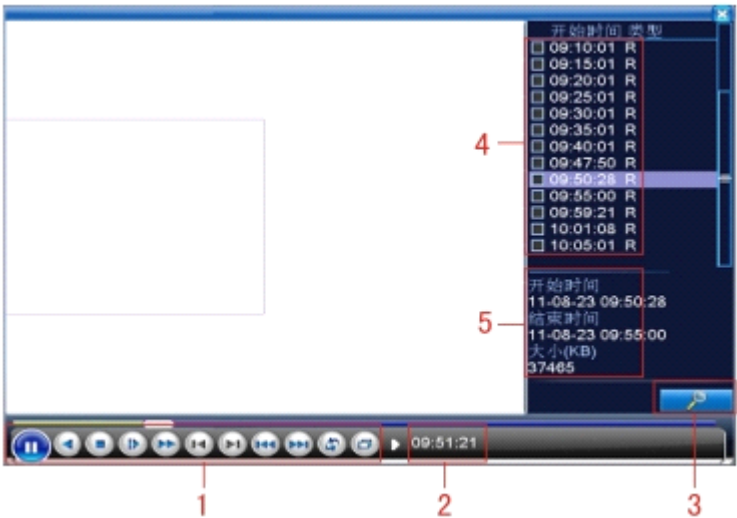 开始时间 类型
09:10:01 R
09:15:01 R
09:20:01 R
09:25:01 R
09:30:01 R
09:35:01 R
09:40:01 R
09:47:50 R
09:50:28 R
09:55:00 R
09:59:21 R
10:01:08 R
10:05:01 R
4
开始时间
11-08-23 09:50:28
结束时间
11-08-23 09:55:00
大小(KB)
37465
5
09:51:21
1
2
3